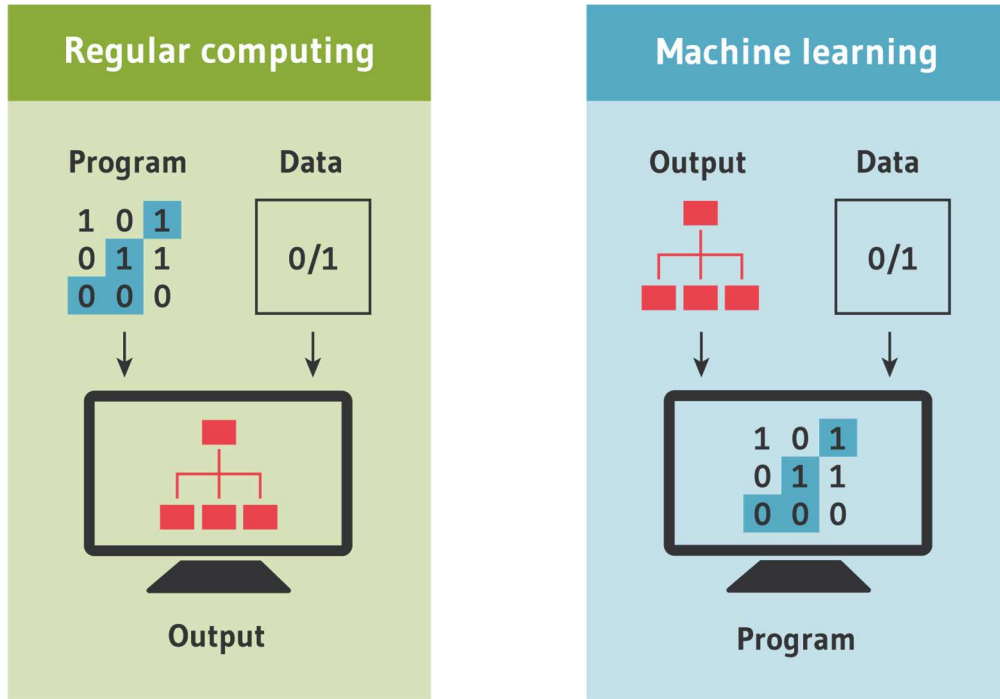 Regular computing
Program Data
1 0 1
0 1 1
0 0 0
0/1
Output
Machine learning
Output Data
0/1
1 0 1
0 1 1
0 0 0
Program